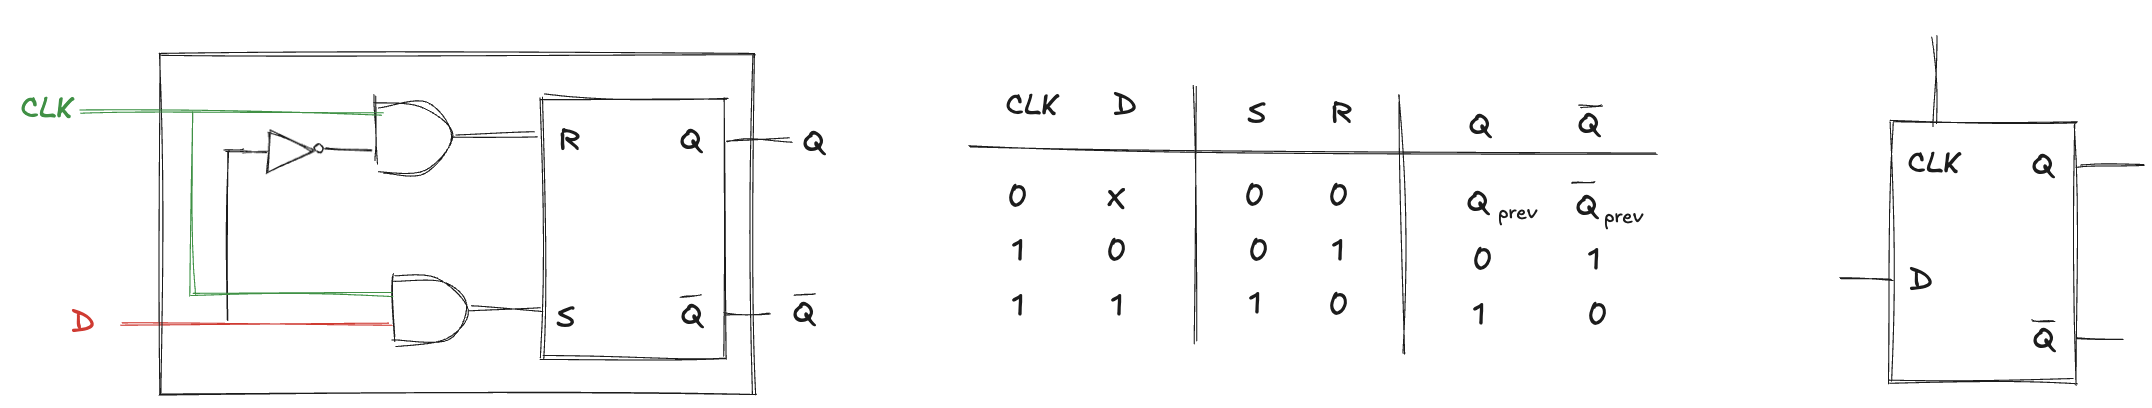 CLK
D
R Q
S Q̅
Q
Q̅
CLK D S R Q Q̅
0 X 0 0 Q prev Q̅ prev
1 0 0 1 0 1
1 1 1 0 1 0
CLK Q
D
Q̅